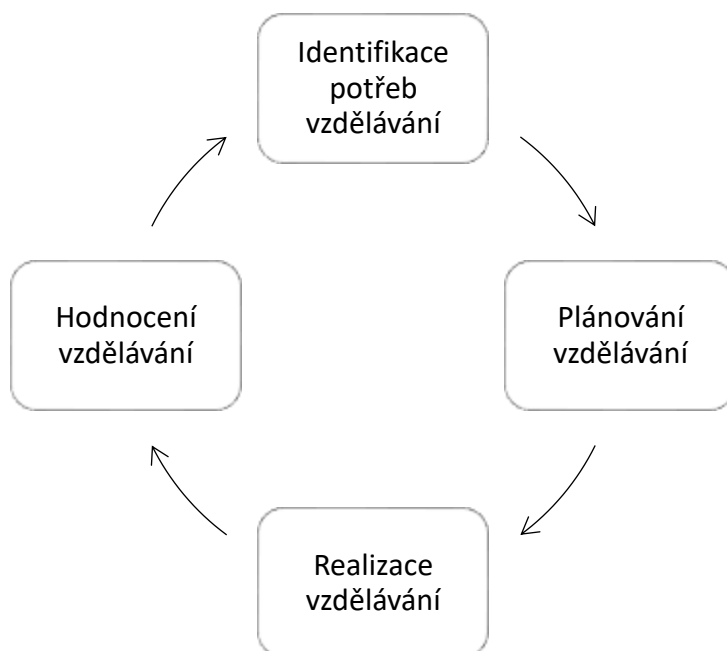 Identifikace
potřeb
vzdělávání
Plánování
vzdělávání
Realizace
vzdělávání
Hodnocení
vzdělávání